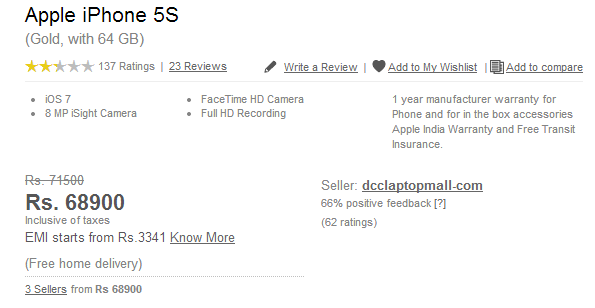 Apple iPhone 5S
(Gold, with 64 GB)
137 Ratings | 23 Reviews
Write a Review | Add to My Wishlist | Add to compare
iOS 7
8 MP iSight Camera
FaceTime HD Camera
Full HD Recording
1 year manufacturer warranty for
Phone and for in the box accessories
Apple India Warranty and Free Transit
Insurance.
Rs. 71500
Rs. 68900
Inclusive of taxes
EMI starts from Rs.3341 Know More
(Free home delivery)
3 Sellers from Rs 68900
Seller: dcclaptopmall-com
66% positive feedback [?]
(62 ratings)